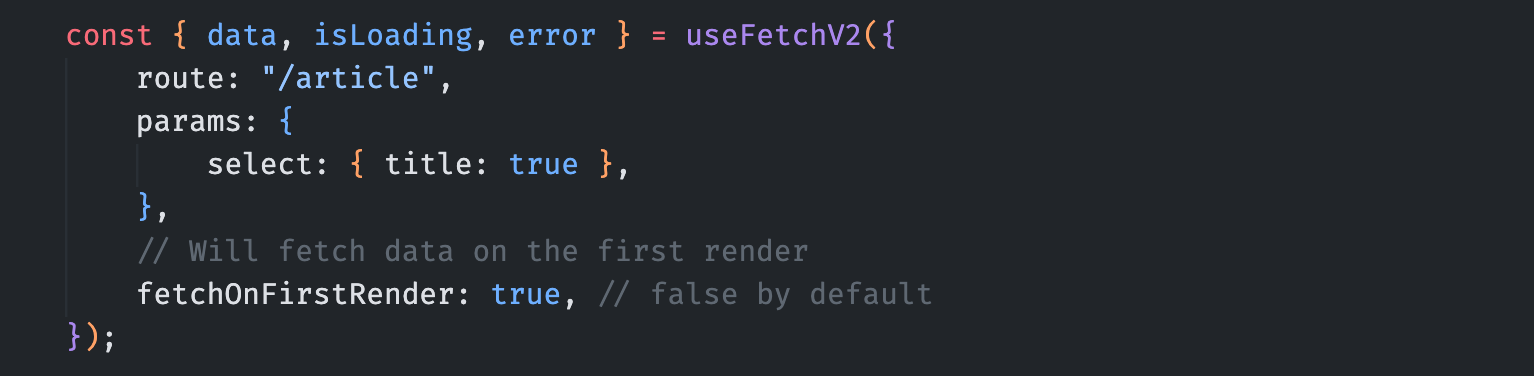 const { data, isLoading, error } = useFetchV2({
    route: "/article",
    params: {
        select: { title: true },
    },
    // Will fetch data on the first render
    fetchOnFirstRender: true, // false by default
});